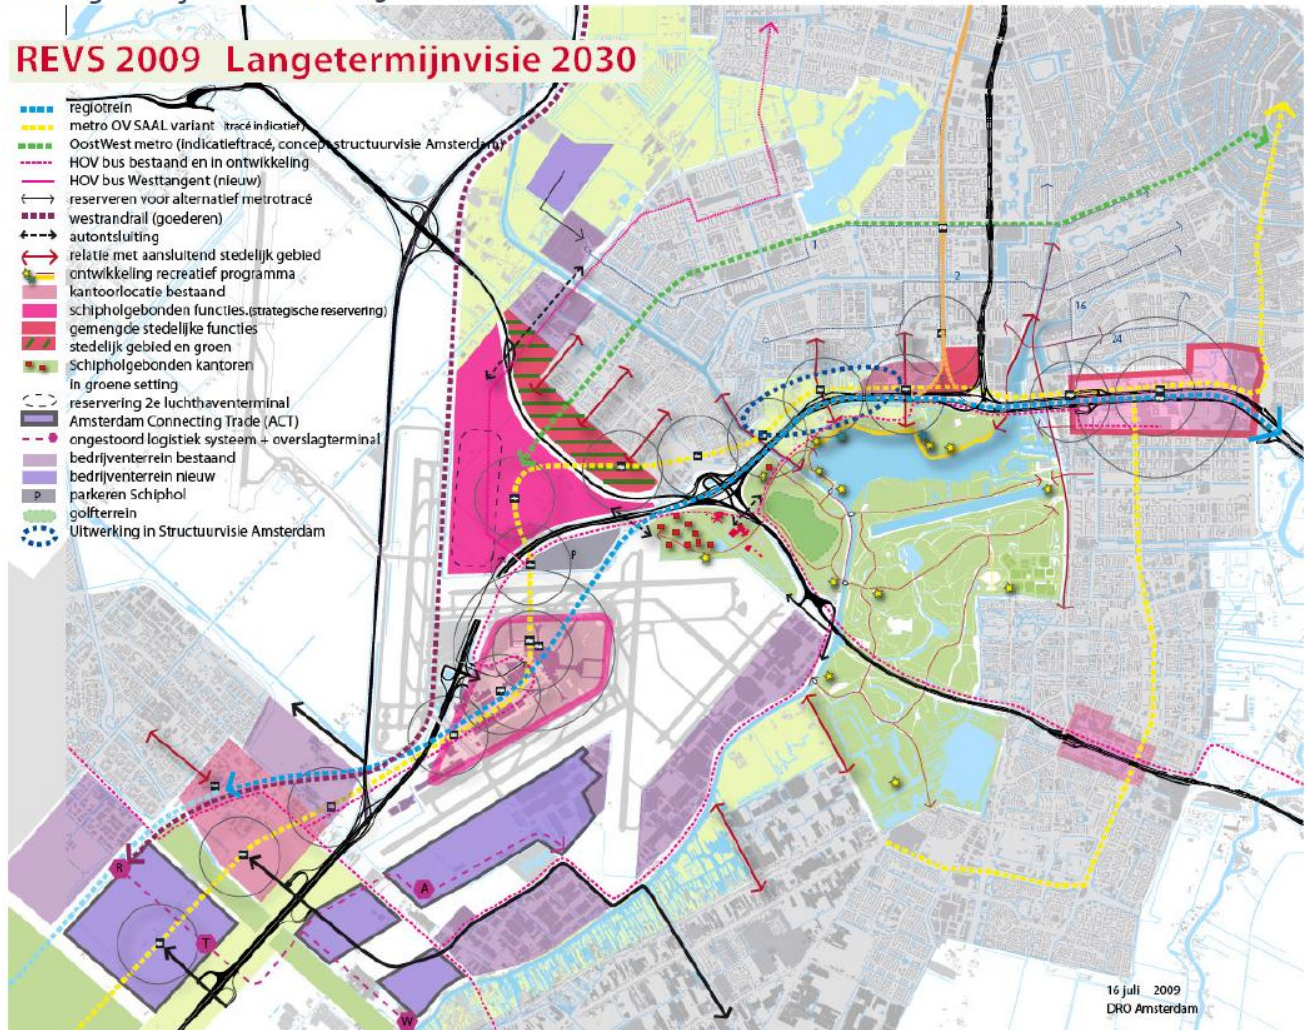 REVS 2009 Langetermijnvisie 2030
regiotrein
metro OV SAAL variant (tracé indicatief)
OostWest metro (indicatieftracé, concept structuurvisie Amsterdam)
HOV bus bestaand en in ontwikkeling
HOV bus Westtangent (nieuw)
reserveren voor alternatief metrotracé
westrandrail (goederen)
autontsluiting
relatie met aansluitend stedelijk gebied
ontwikkeling recreatief programma
kantoorlocatie bestaand
schipholgebonden functies.(strategische reservering)
gemengde stedelijke functies
stedelijk gebied en groen
Schipholgebonden kantoren
in groene setting
reservering 2e luchthaventerminal
Amsterdam Connecting Trade (ACT)
ongestoord logistiek systeem + overslagterminal
bedrijventerrein bestaand
bedrijventerrein nieuw
P parkeren Schiphol
golfterrein
Uitwerking in Structuurvisie Amsterdam
1
2
16
24
P
R
A
T
W
16 juli 2009
DRO Amsterdam